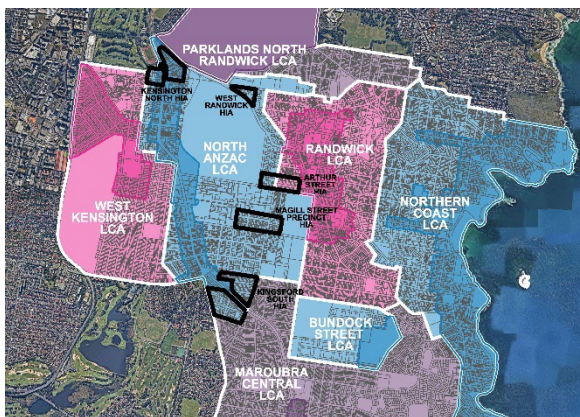 PARKLANDS NORTH
RANDWICK LCA
KENSINGTON
NORTH HIA
WEST
RANDWICK
HIA
NORTH
ANZAC
LCA
RANDWICK
LCA
ARTHUR
STREET
HIA
WEST
KENSINGTON
LCA
MAGILL STREET
PRECINCT
HIA
NORTHERN
COAST LCA
KINGSFORD
SOUTH
HIA
BUNDOCK
STREET
LCA
MAROUBRA
CENTRAL
LCA